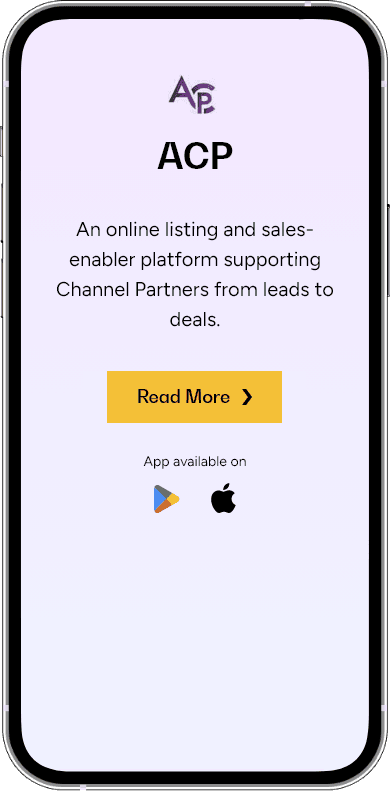 ACP
ACP
An online listing and sales-
enabler platform supporting
Channel Partners from leads to
deals.
Read More ❯
App available on